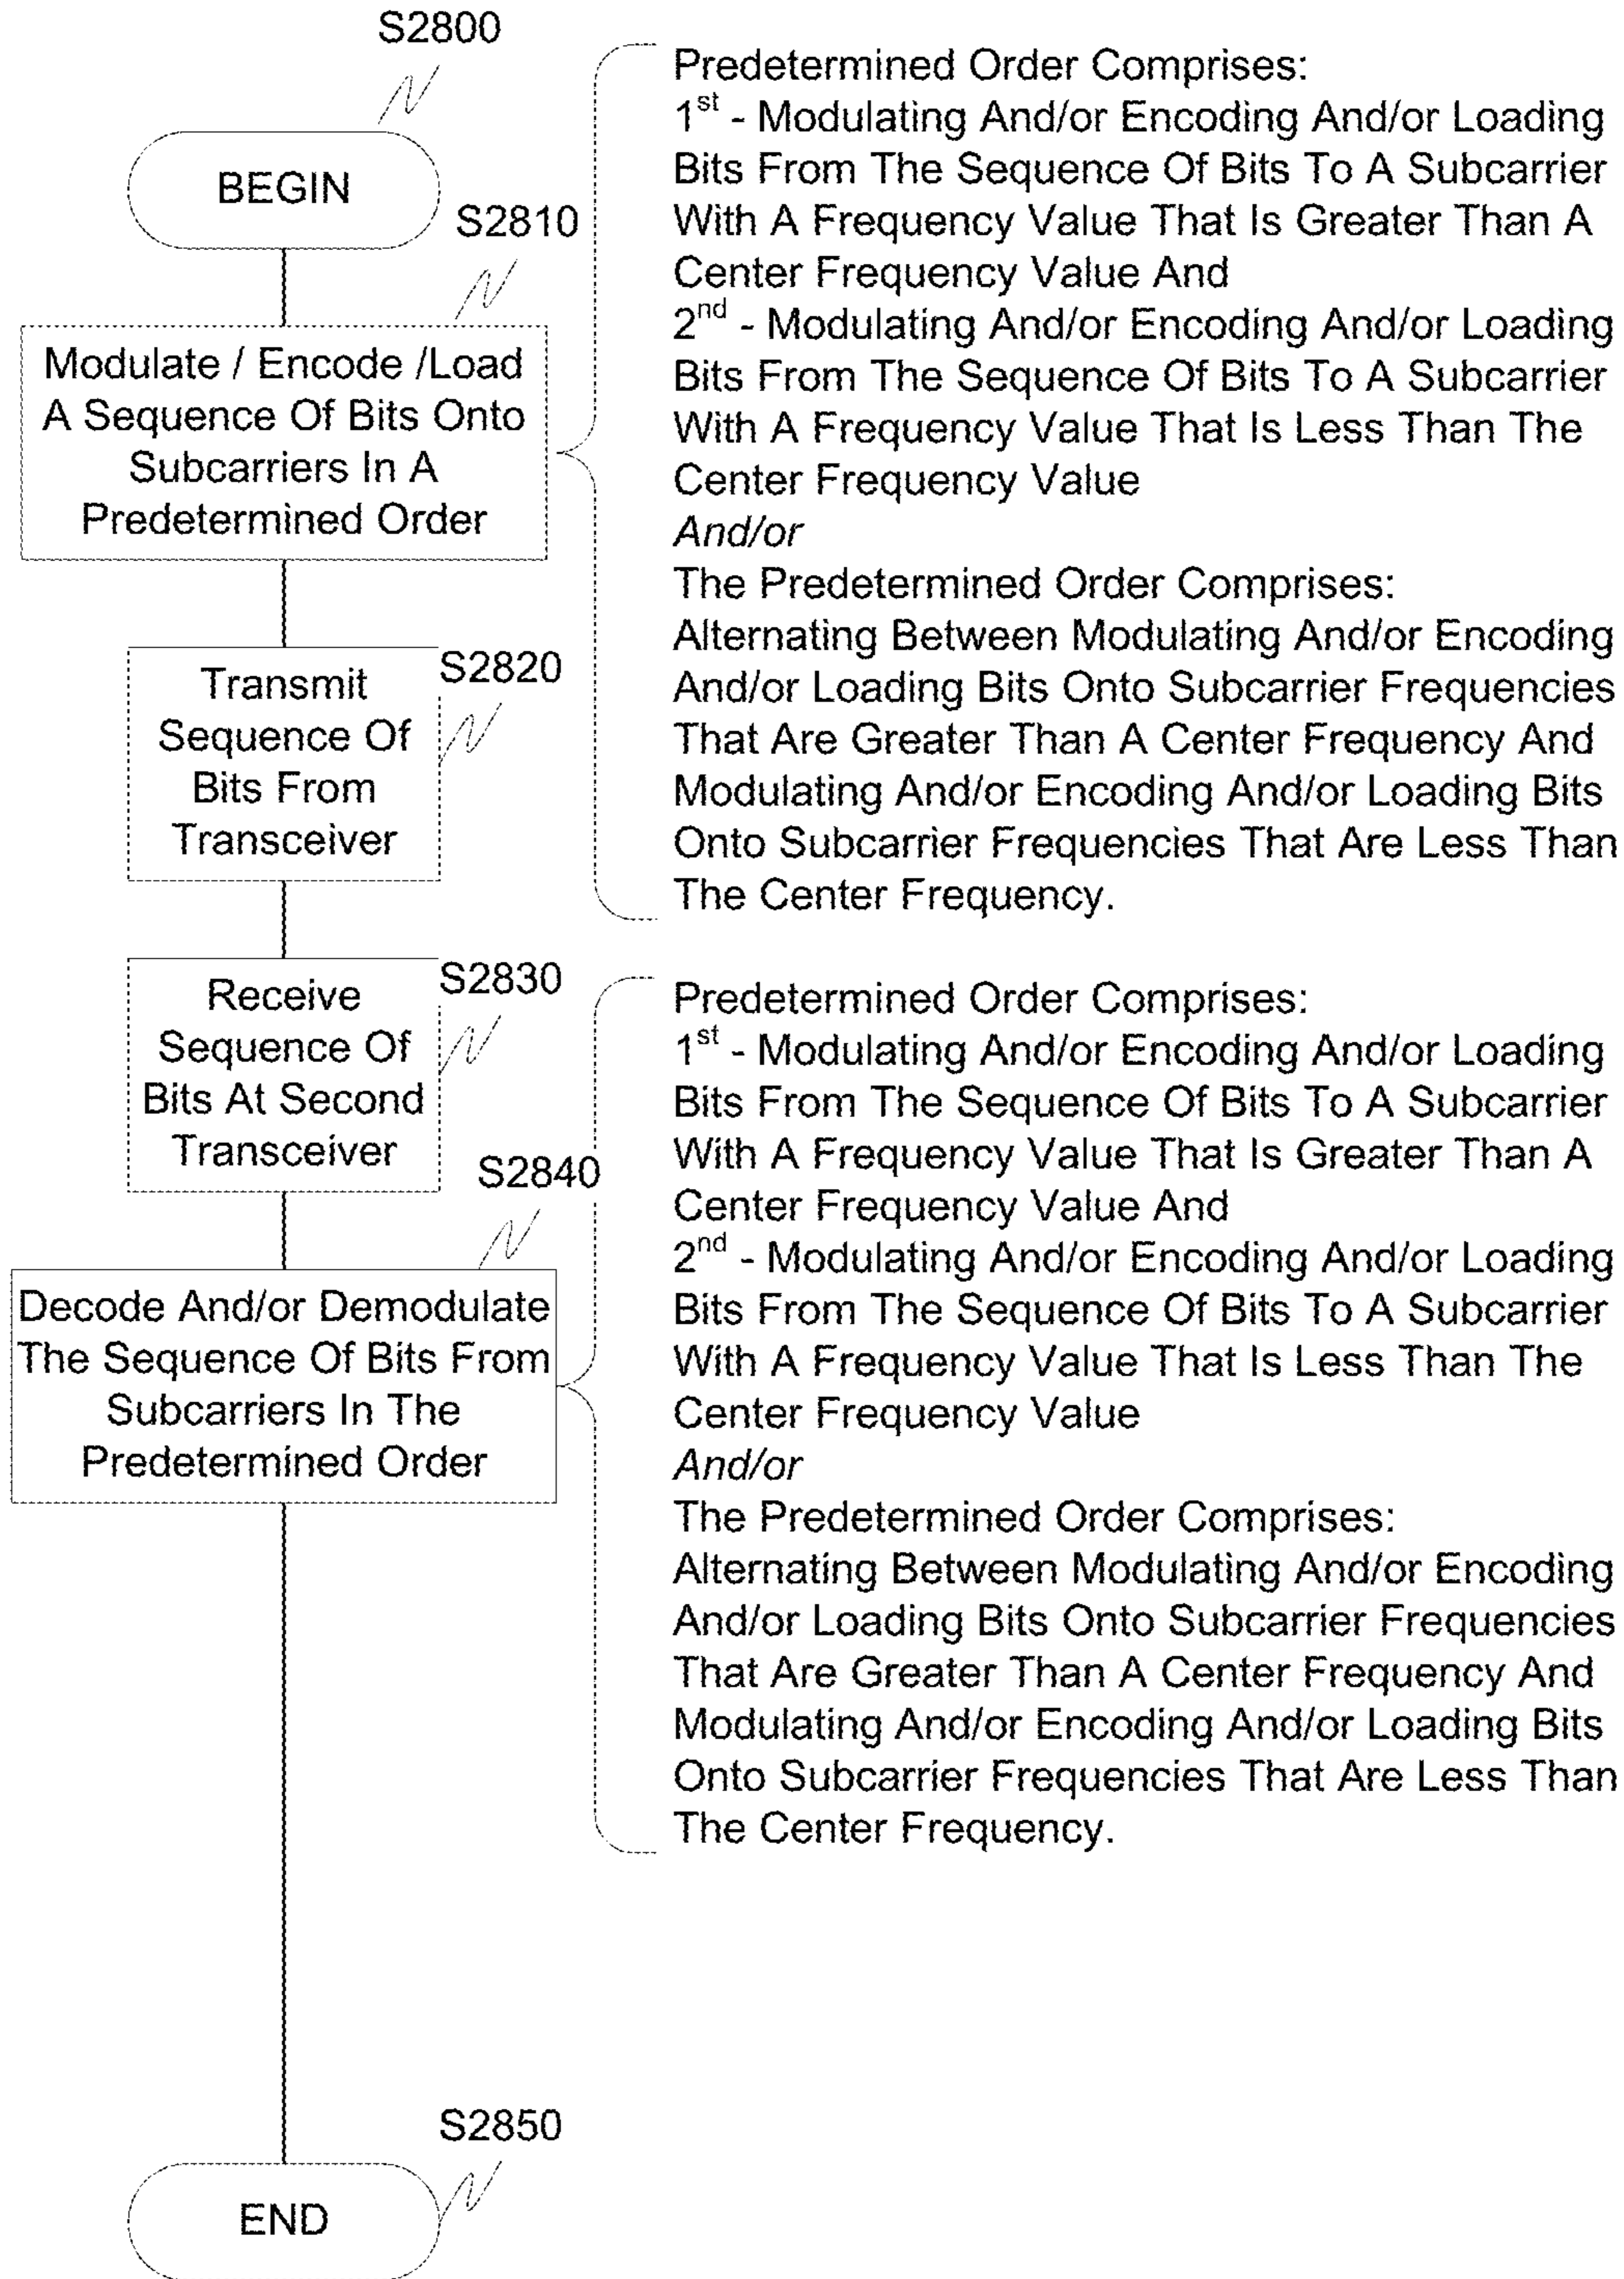 S2800
BEGIN
S2810
Modulate / Encode /Load
A Sequence Of Bits Onto
Subcarriers In A
Predetermined Order
Predetermined Order Comprises:
1st - Modulating And/or Encoding And/or Loading
Bits From The Sequence Of Bits To A Subcarrier
With A Frequency Value That Is Greater Than A
Center Frequency Value And
2nd - Modulating And/or Encoding And/or Loading
Bits From The Sequence Of Bits To A Subcarrier
With A Frequency Value That Is Less Than The
Center Frequency Value
And/or
The Predetermined Order Comprises:
Alternating Between Modulating And/or Encoding
And/or Loading Bits Onto Subcarrier Frequencies
That Are Greater Than A Center Frequency And
Modulating And/or Encoding And/or Loading Bits
Onto Subcarrier Frequencies That Are Less Than
The Center Frequency.
S2820
Transmit
Sequence Of
Bits From
Transceiver
S2830
Receive
Sequence Of
Bits At Second
Transceiver
S2840
Decode And/or Demodulate
The Sequence Of Bits From
Subcarriers In The
Predetermined Order
Predetermined Order Comprises:
1st - Modulating And/or Encoding And/or Loading
Bits From The Sequence Of Bits To A Subcarrier
With A Frequency Value That Is Greater Than A
Center Frequency Value And
2nd - Modulating And/or Encoding And/or Loading
Bits From The Sequence Of Bits To A Subcarrier
With A Frequency Value That Is Less Than The
Center Frequency Value
And/or
The Predetermined Order Comprises:
Alternating Between Modulating And/or Encoding
And/or Loading Bits Onto Subcarrier Frequencies
That Are Greater Than A Center Frequency And
Modulating And/or Encoding And/or Loading Bits
Onto Subcarrier Frequencies That Are Less Than
The Center Frequency.
S2850
END